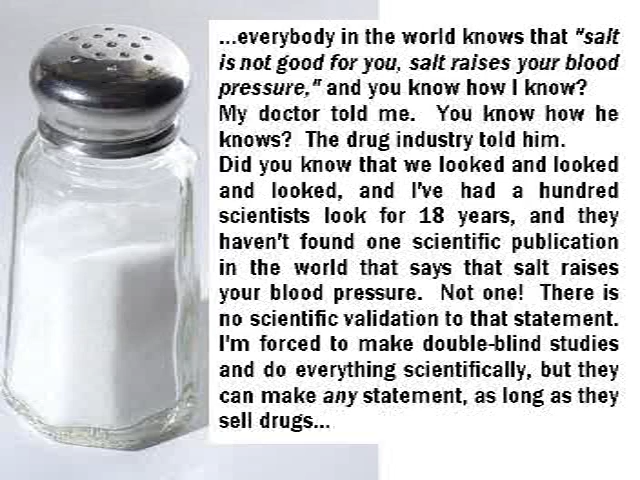 ...everybody in the world knows that "salt
is not good for you, salt raises your blood
pressure," and you know how I know?
My doctor told me. You know how he
knows? The drug industry told him.
Did you know that we looked and looked
and looked, and I've had a hundred
scientists look for 18 years, and they
haven't found one scientific publication
in the world that says that salt raises
your blood pressure. Not one! There is
no scientific validation to that statement.
I'm forced to make double-blind studies
and do everything scientifically, but they
can make any statement, as long as they
sell drugs...